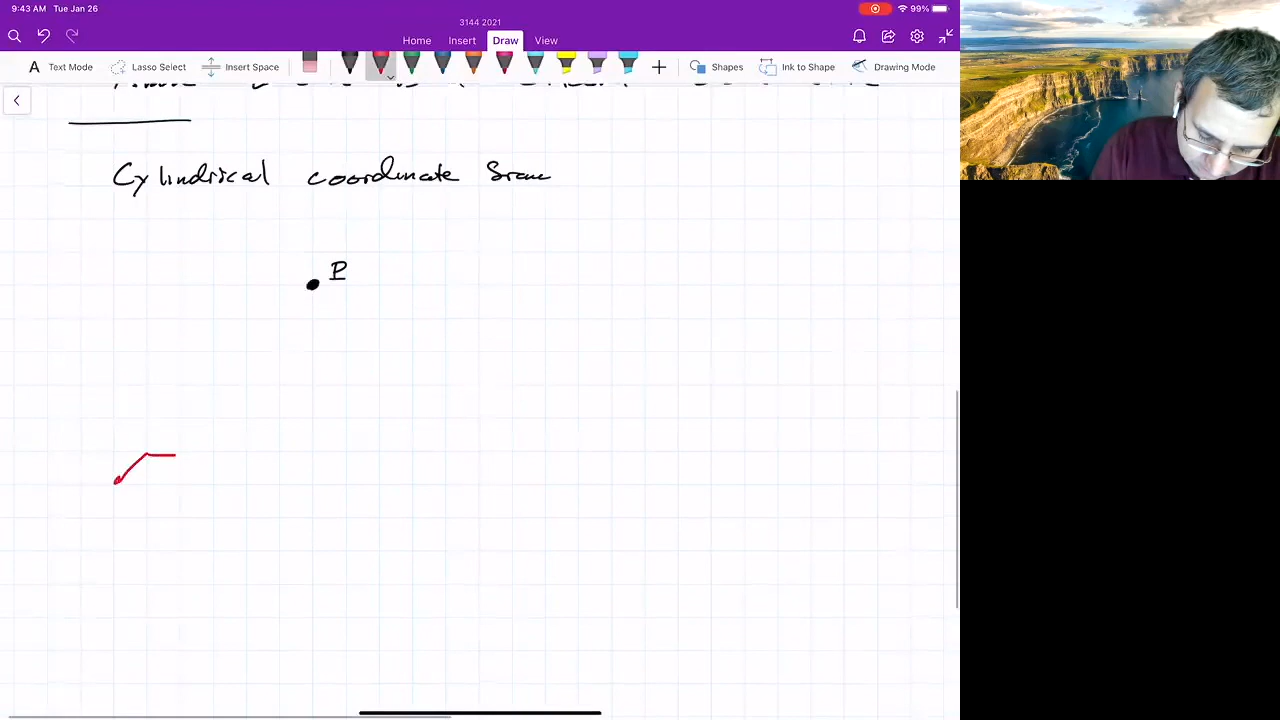 9:43 AM Tue Jan 26
99%
3144 2021
Home Insert Draw View
Text Mode Lasso Select Insert Space Shapes Ink to Shape Drawing Mode
Cylindrical coordinate
P